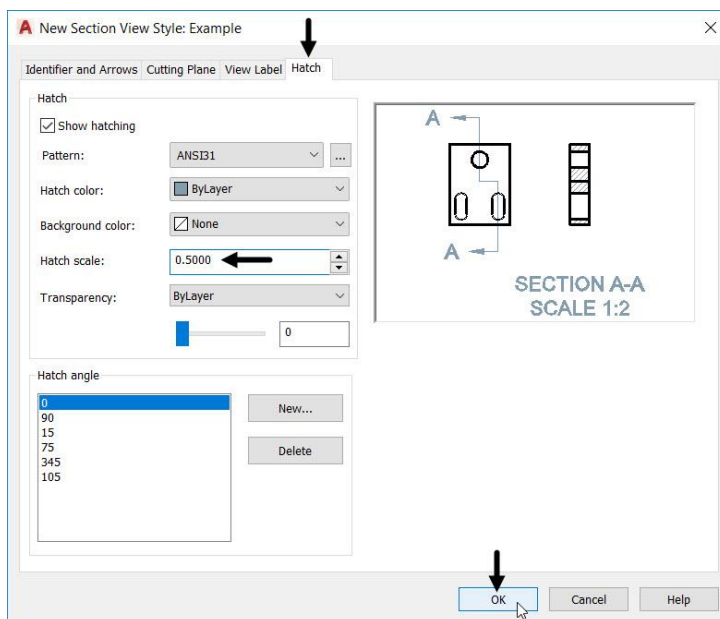 New Section View Style: Example
Identifier and Arrows Cutting Plane View Label Hatch
Hatch
Show hatching
Pattern: ANSI31 ...
Hatch color: ByLayer
Background color: None
Hatch scale: 0.5000
Transparency: ByLayer
0
Hatch angle
0
90
15
75
345
105
New...
Delete
A
A
SECTION A-A
SCALE 1:2
OK Cancel Help